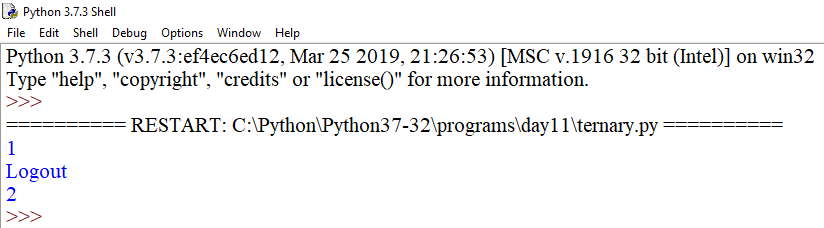 Python 3.7.3 Shell
File Edit Shell Debug Options Window Help
Python 3.7.3 (v3.7.3:ef4ec6ed12, Mar 25 2019, 21:26:53) [MSC v.1916 32 bit (Intel)] on win32
Type "help", "copyright", "credits" or "license()" for more information.
>>>
========== RESTART: C:\Python\Python37-32\programs\day11\ternary.py ==========
1
Logout
2
>>>